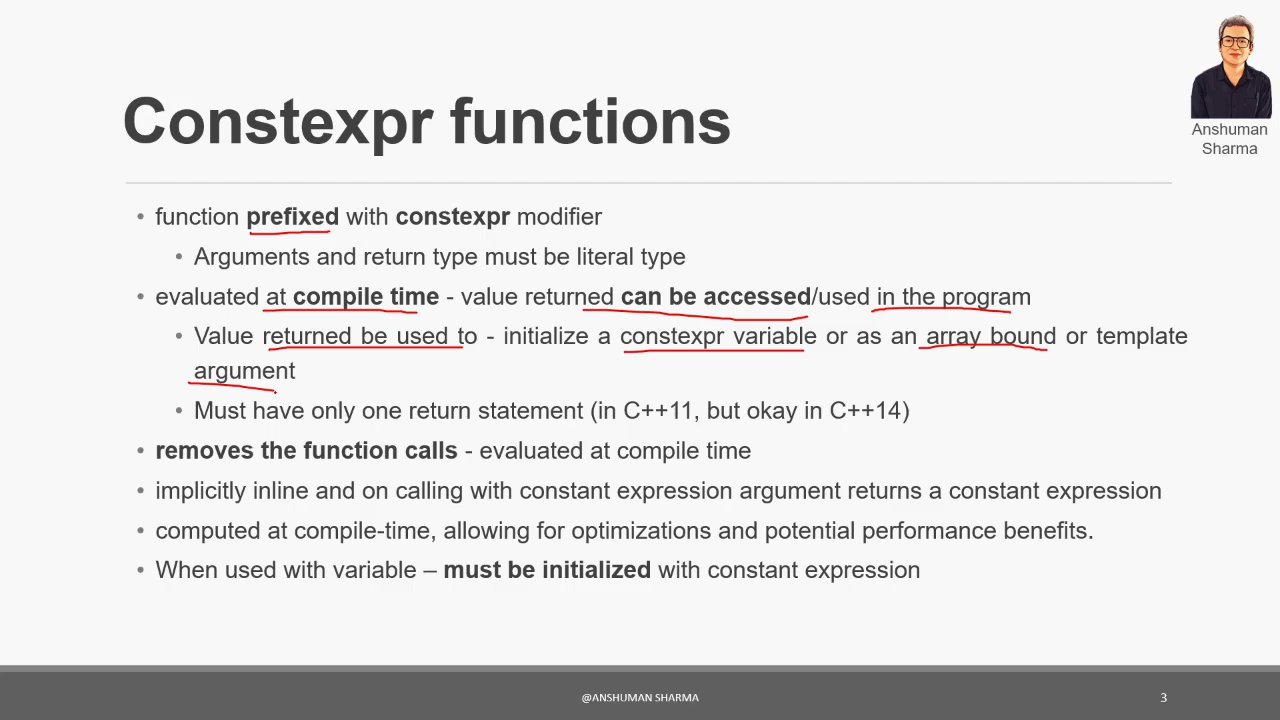 Anshuman
Sharma
Constexpr functions
• function prefixed with constexpr modifier
• Arguments and return type must be literal type
• evaluated at compile time - value returned can be accessed/used in the program
• Value returned be used to - initialize a constexpr variable or as an array bound or template
argument
• Must have only one return statement (in C++11, but okay in C++14)
• removes the function calls - evaluated at compile time
• implicitly inline and on calling with constant expression argument returns a constant expression
• computed at compile-time, allowing for optimizations and potential performance benefits.
• When used with variable – must be initialized with constant expression
@ANSHUMAN SHARMA
3